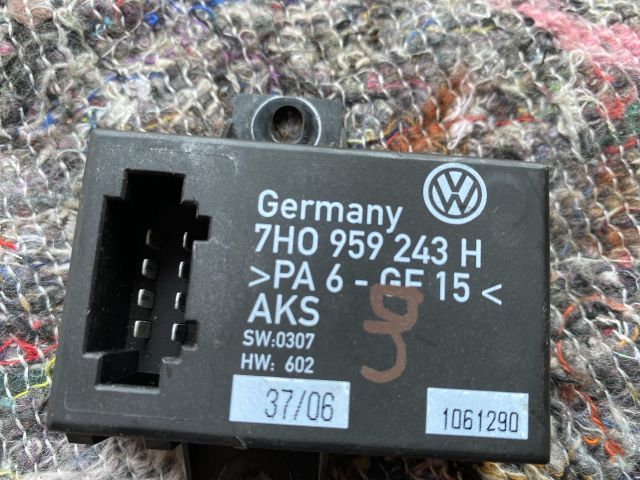 Germany
7H0 959 243 H
>PA 6 - GF 15<
AKS
SW:0307
HW: 602
37/06
1061290